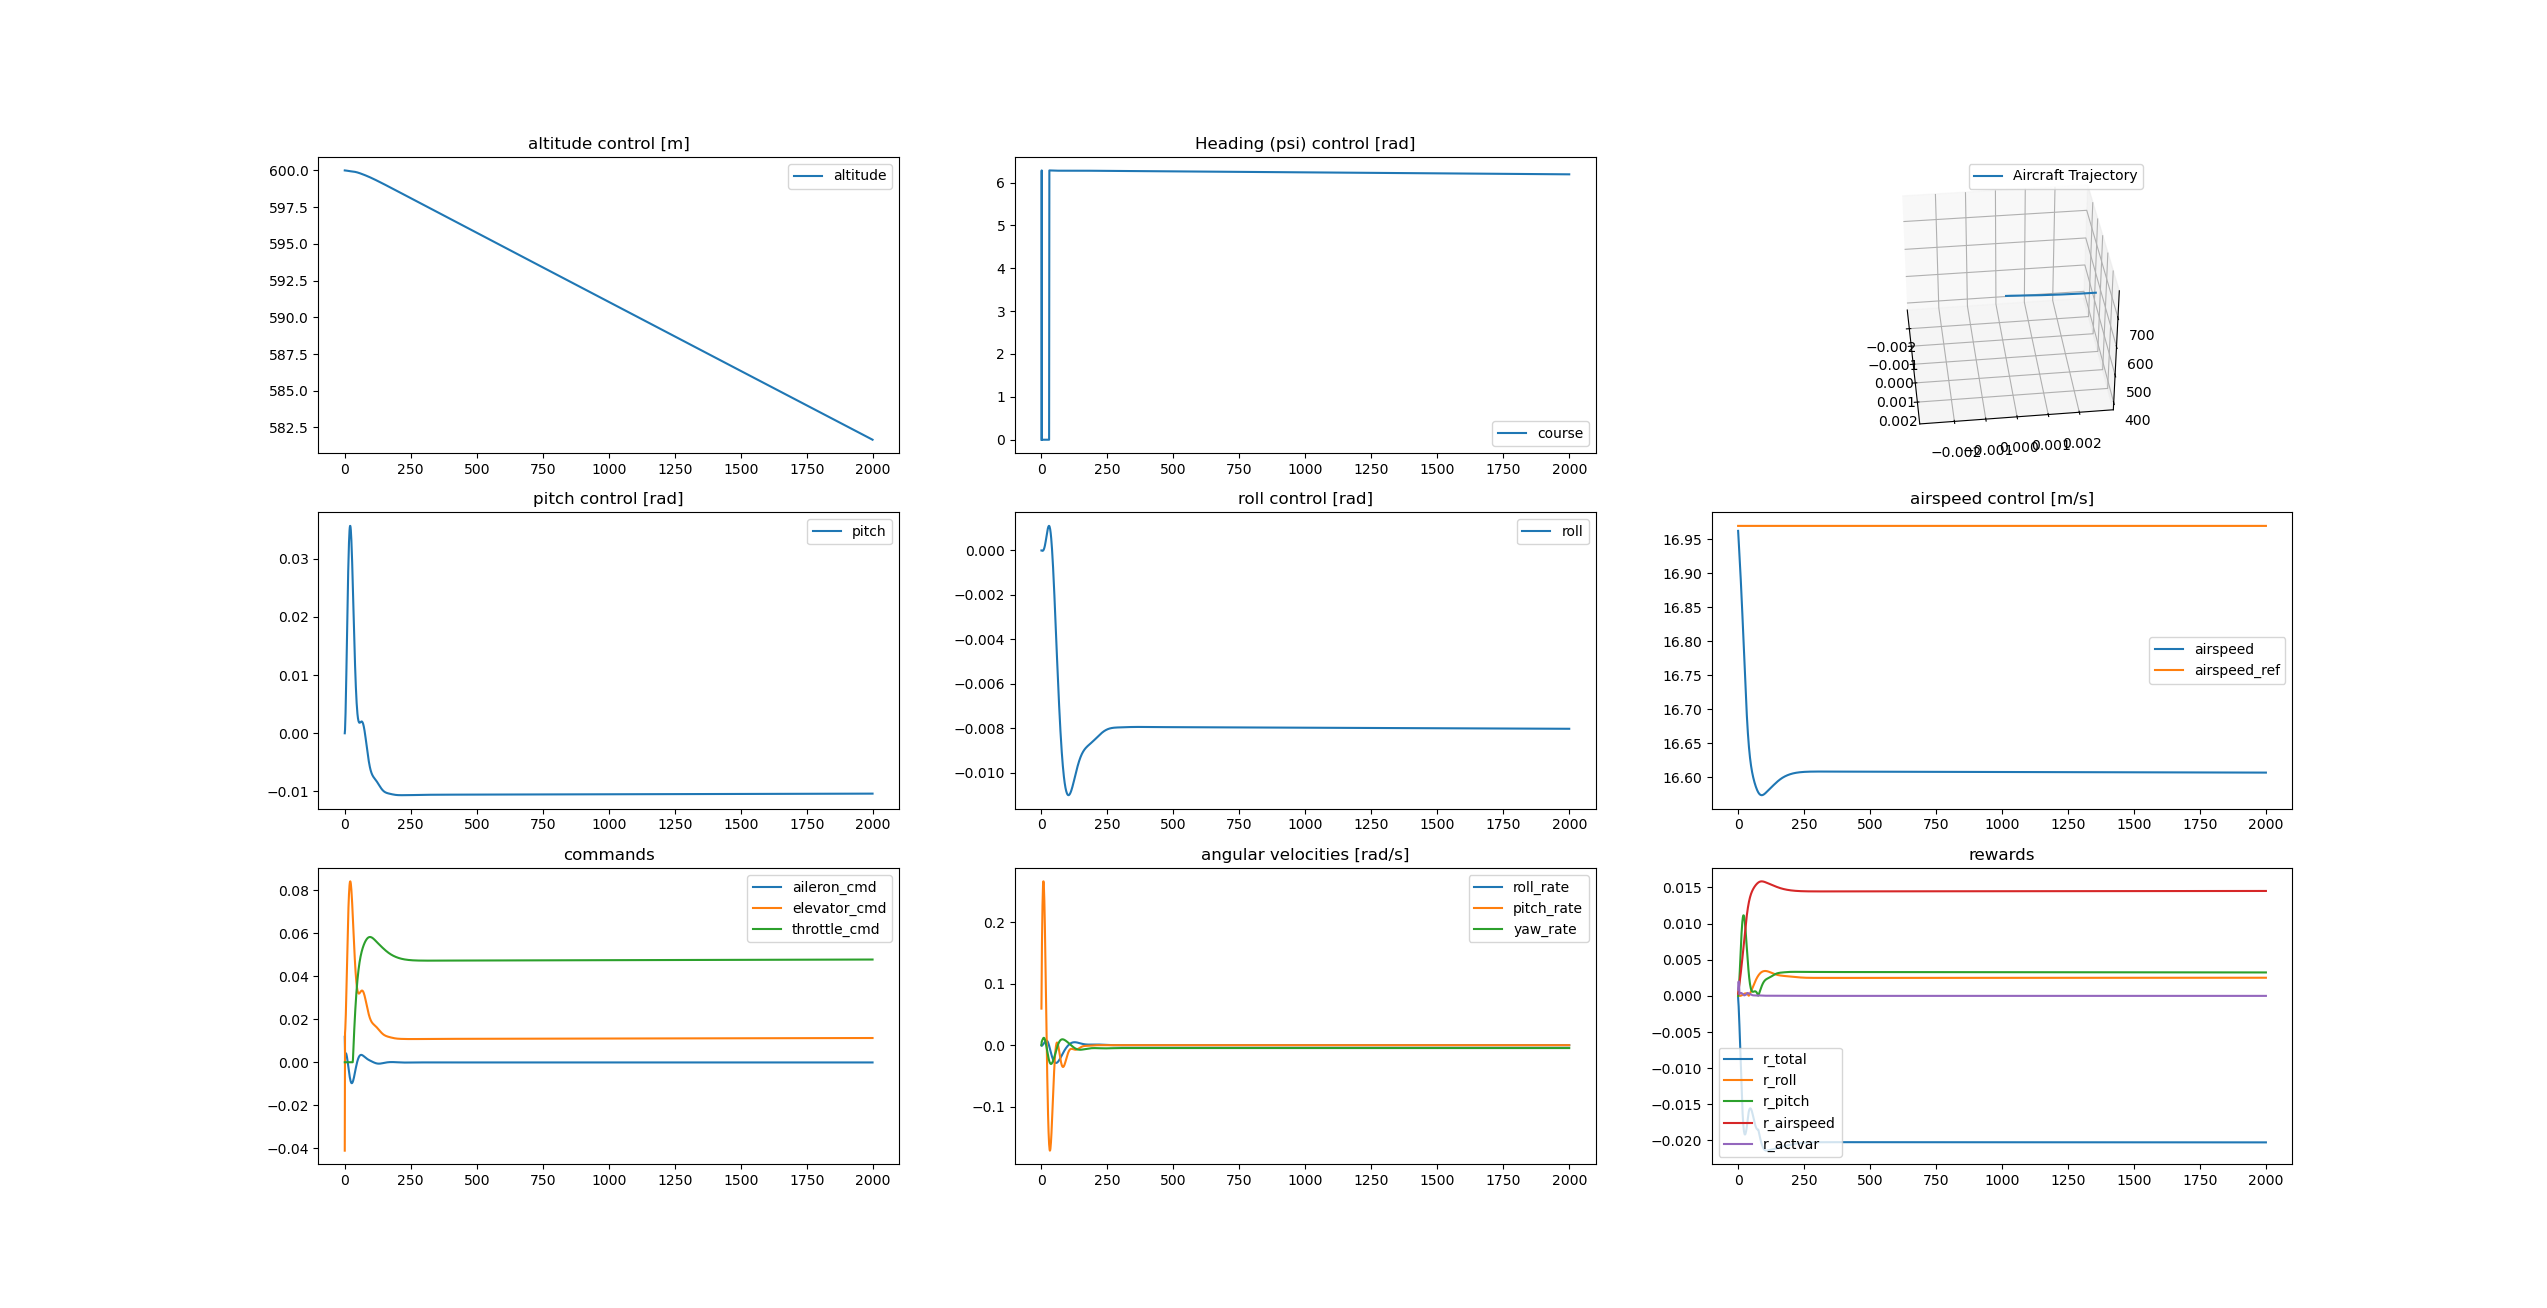 altitude control [m]
altitude
600.0
597.5
595.0
592.5
590.0
587.5
585.0
582.5
0 250 500 750 1000 1250 1500 1750 2000
Heading (psi) control [rad]
course
6
5
4
3
2
1
0
0 250 500 750 1000 1250 1500 1750 2000
Aircraft Trajectory
−0.002
−0.001
0.000
0.001
0.002
−0.002 −0.001 0.000 0.001 0.002
700
600
500
400
pitch control [rad]
pitch
0.03
0.02
0.01
0.00
−0.01
0 250 500 750 1000 1250 1500 1750 2000
roll control [rad]
roll
0.000
−0.002
−0.004
−0.006
−0.008
−0.010
0 250 500 750 1000 1250 1500 1750 2000
airspeed control [m/s]
16.95
16.90
16.85
16.80
16.75
16.70
16.65
16.60
airspeed
airspeed_ref
0 250 500 750 1000 1250 1500 1750 2000
commands
aileron_cmd
elevator_cmd
throttle_cmd
0.08
0.06
0.04
0.02
0.00
−0.02
−0.04
0 250 500 750 1000 1250 1500 1750 2000
angular velocities [rad/s]
roll_rate
pitch_rate
yaw_rate
0.2
0.1
0.0
−0.1
0 250 500 750 1000 1250 1500 1750 2000
rewards
0.015
0.010
0.005
0.000
−0.005
−0.010
−0.015
−0.020
r_total
r_roll
r_pitch
r_airspeed
r_actvar
0 250 500 750 1000 1250 1500 1750 2000